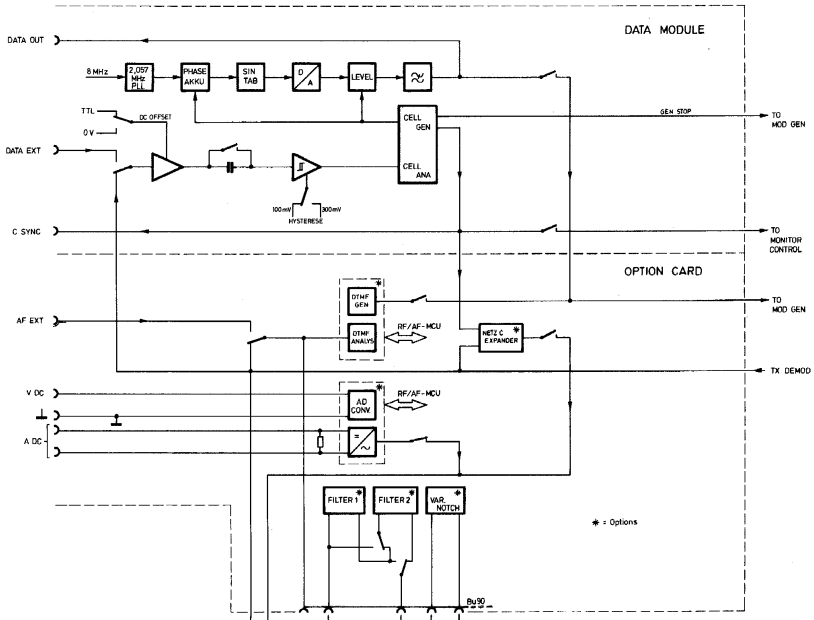 DATA MODULE
DATA OUT
8 MHz
2,057
MHz
PLL
PHASE
AKKU
SIN
TAB
D
A
LEVEL
TTL
DC OFFSET
0 V
CELL
GEN
GEN STOP
TO
MOD GEN
DATA EXT
CELL
ANA
100mV
300mV
HYSTERESE
C SYNC
TO
MONITOR
CONTROL
OPTION CARD
DTMF
GEN
*
TO
MOD GEN
AF EXT
DTMF
ANALYS
RF/AF-MCU
NETZ C
EXPANDER
*
TX DEMOD
V DC
AD
CONV.
*
RF/AF-MCU
A DC
=
~
FILTER 1 *
FILTER 2 *
VAR. *
NOTCH
* = Options
Bu90